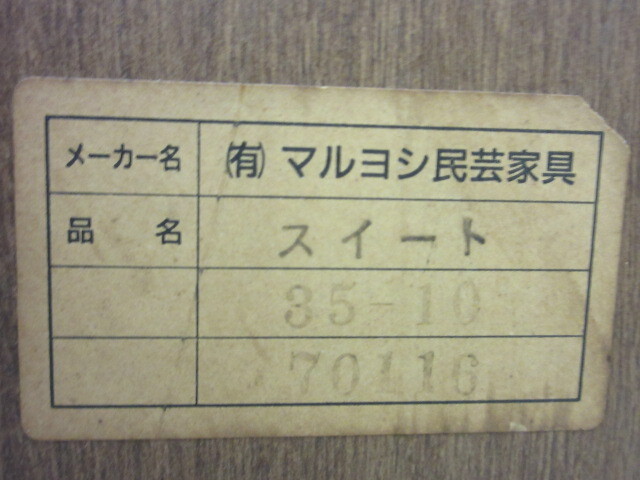 メーカー名 ㈲ マルヨシ民芸家具
品名 スイート
35-10
70116